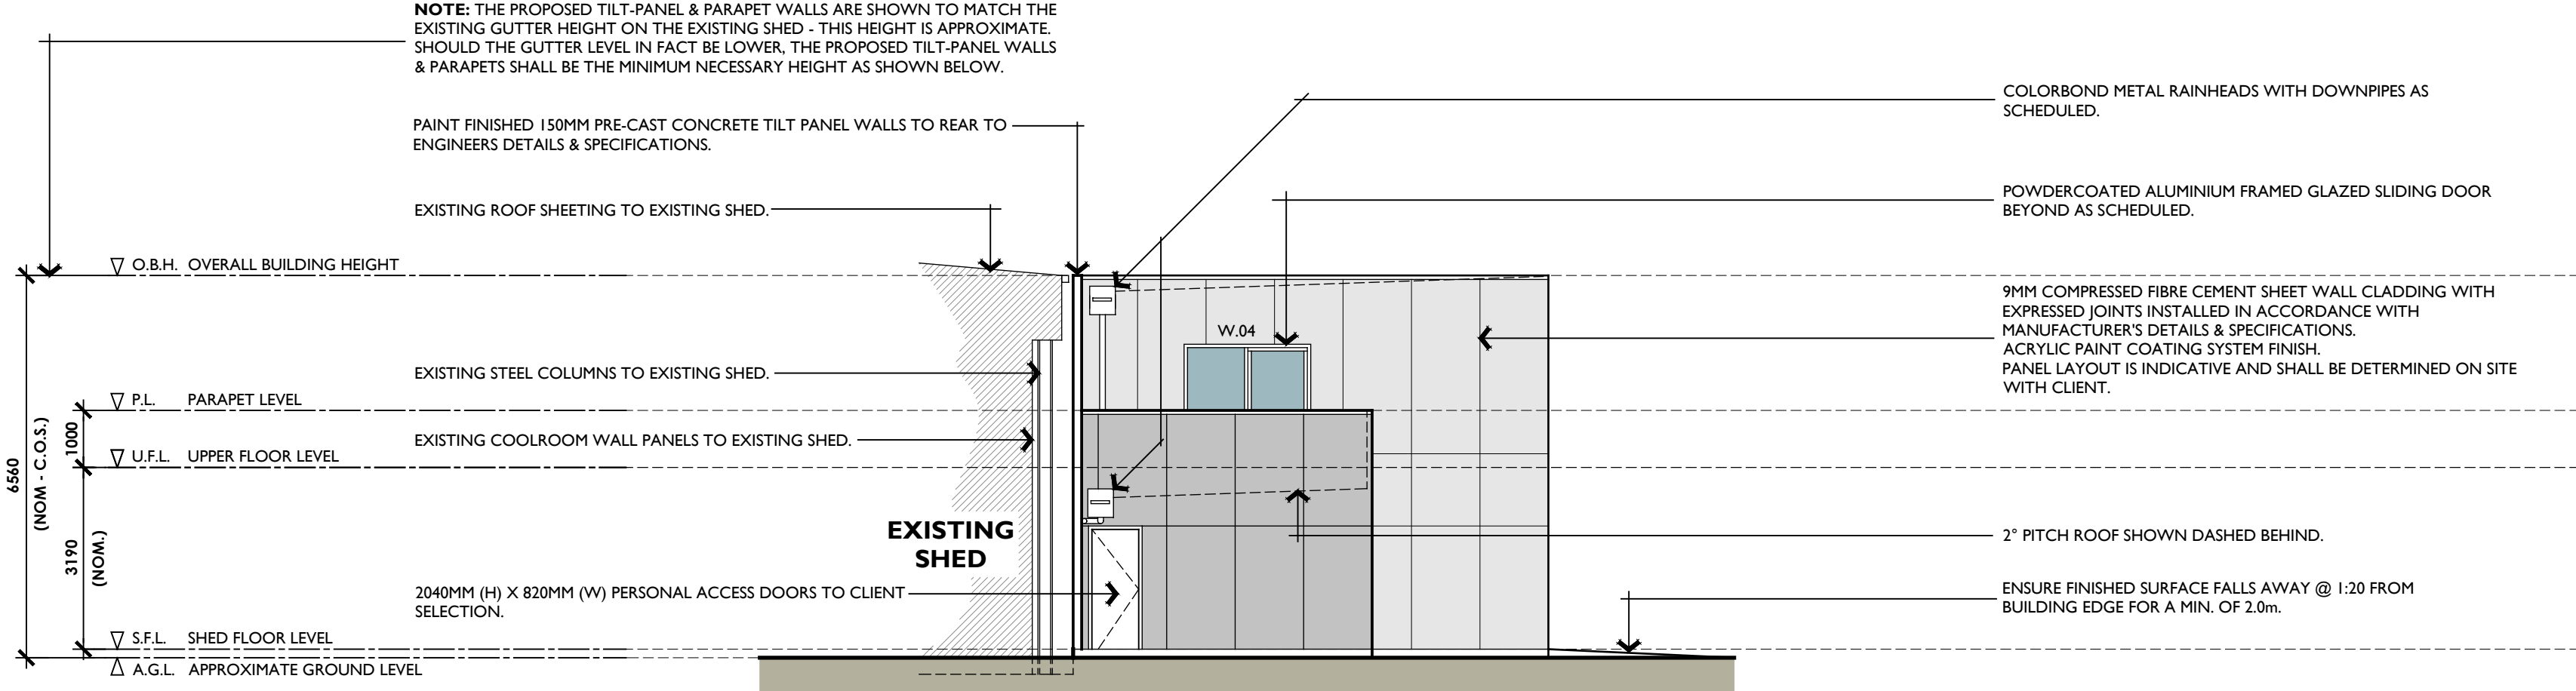 NOTE: THE PROPOSED TILT-PANEL & PARAPET WALLS ARE SHOWN TO MATCH THE
EXISTING GUTTER HEIGHT ON THE EXISTING SHED - THIS HEIGHT IS APPROXIMATE.
SHOULD THE GUTTER LEVEL IN FACT BE LOWER, THE PROPOSED TILT-PANEL WALLS
& PARAPETS SHALL BE THE MINIMUM NECESSARY HEIGHT AS SHOWN BELOW.
PAINT FINISHED 150MM PRE-CAST CONCRETE TILT PANEL WALLS TO REAR TO
ENGINEERS DETAILS & SPECIFICATIONS.
EXISTING ROOF SHEETING TO EXISTING SHED.
O.B.H. OVERALL BUILDING HEIGHT
EXISTING STEEL COLUMNS TO EXISTING SHED.
P.L. PARAPET LEVEL
EXISTING COOLROOM WALL PANELS TO EXISTING SHED.
U.F.L. UPPER FLOOR LEVEL
6560
(NOM - C.O.S.)
1000
3190
(NOM.)
EXISTING
SHED
2040MM (H) X 820MM (W) PERSONAL ACCESS DOORS TO CLIENT
SELECTION.
S.F.L. SHED FLOOR LEVEL
A.G.L. APPROXIMATE GROUND LEVEL
W.04
COLORBOND METAL RAINHEADS WITH DOWNPIPES AS
SCHEDULED.
POWDERCOATED ALUMINIUM FRAMED GLAZED SLIDING DOOR
BEYOND AS SCHEDULED.
9MM COMPRESSED FIBRE CEMENT SHEET WALL CLADDING WITH
EXPRESSED JOINTS INSTALLED IN ACCORDANCE WITH
MANUFACTURER'S DETAILS & SPECIFICATIONS.
ACRYLIC PAINT COATING SYSTEM FINISH.
PANEL LAYOUT IS INDICATIVE AND SHALL BE DETERMINED ON SITE
WITH CLIENT.
2° PITCH ROOF SHOWN DASHED BEHIND.
ENSURE FINISHED SURFACE FALLS AWAY @ 1:20 FROM
BUILDING EDGE FOR A MIN. OF 2.0m.